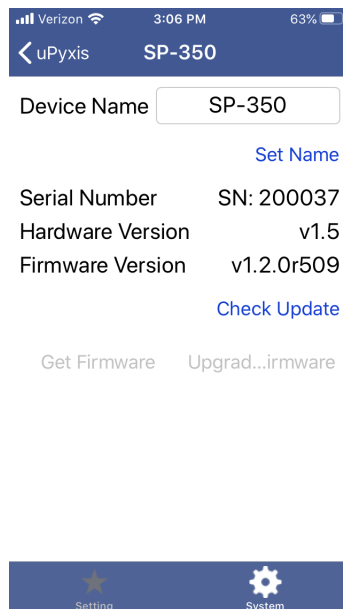 Verizon 3:06 PM 63%
uPyxis SP-350
Device Name SP-350
Set Name
Serial Number SN: 200037
Hardware Version v1.5
Firmware Version v1.2.0r509
Check Update
Get Firmware Upgrad...irmware
Setting System